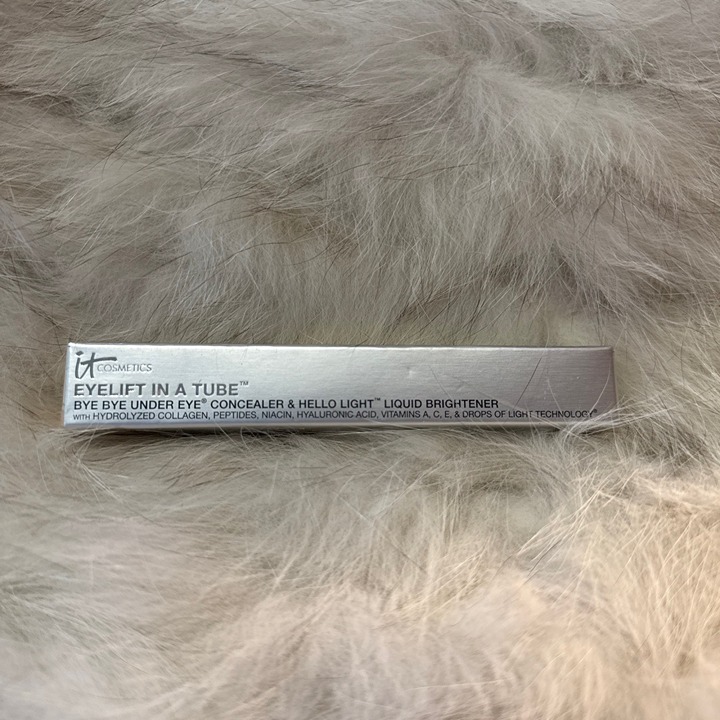 it COSMETICS
EYELIFT IN A TUBE™
BYE BYE UNDER EYE® CONCEALER & HELLO LIGHT™ LIQUID BRIGHTENER
WITH HYDROLYZED COLLAGEN, PEPTIDES, NIACIN, HYALURONIC ACID, VITAMINS A, C, E, & DROPS OF LIGHT TECHNOLOGY®